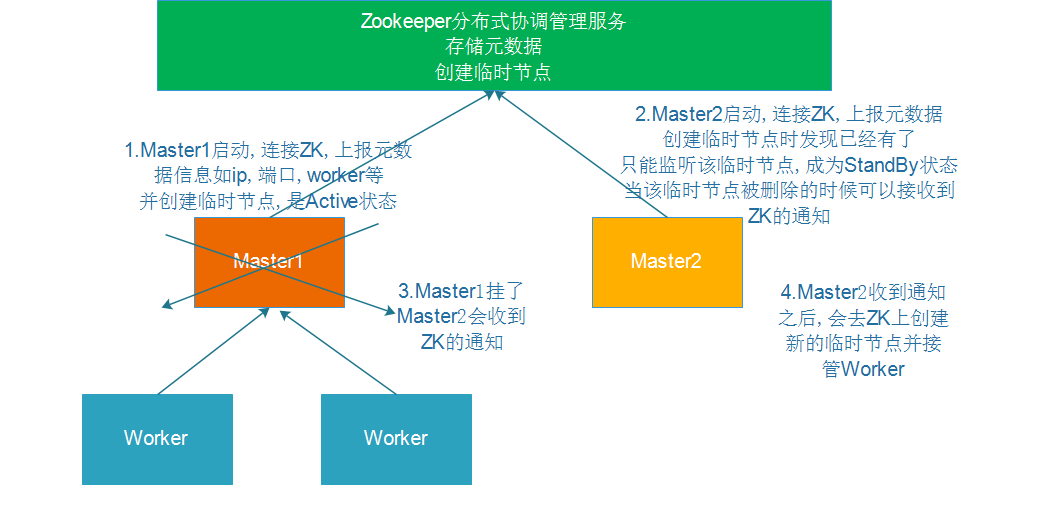 Zookeeper分布式协调管理服务
存储元数据
创建临时节点
1.Master1启动, 连接ZK, 上报元数
据信息如ip, 端口, worker等
并创建临时节点, 是Active状态
2.Master2启动, 连接ZK, 上报元数据
创建临时节点时发现已经有了
只能监听该临时节点, 成为StandBy状态
当该临时节点被删除的时候可以接收到
ZK的通知
Master1
Master2
3.Master1挂了
Master2会收到
ZK的通知
4.Master2收到通知
之后, 会去ZK上创建
新的临时节点并接
管Worker
Worker
Worker